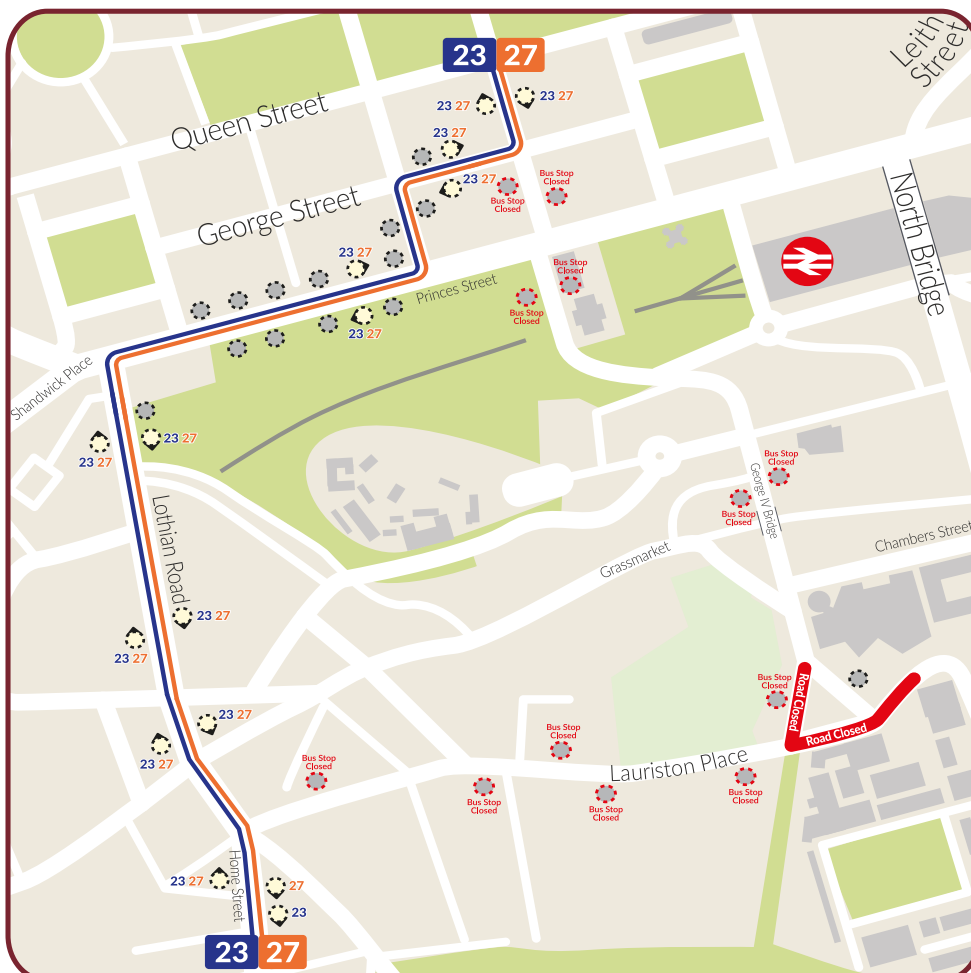 Leith
Street
23 27
23 27
23 27
Queen Street
23 27
23 27
Bus Stop
Closed
Bus Stop
Closed
North Bridge
George Street
23 27
Bus Stop
Closed
Princes Street
Bus Stop
Closed
23 27
Shandwick Place
23 27
23 27
Bus Stop
Closed
George IV Bridge
Bus Stop
Closed
Lothian Road
Chambers Street
Grassmarket
23 27
23 27
Bus Stop
Closed
Road Closed
Road Closed
23 27
23 27
Bus Stop
Closed
Lauriston Place
Bus Stop
Closed
Bus Stop
Closed
Bus Stop
Closed
Bus Stop
Closed
Home Street
23 27
27
23
23 27